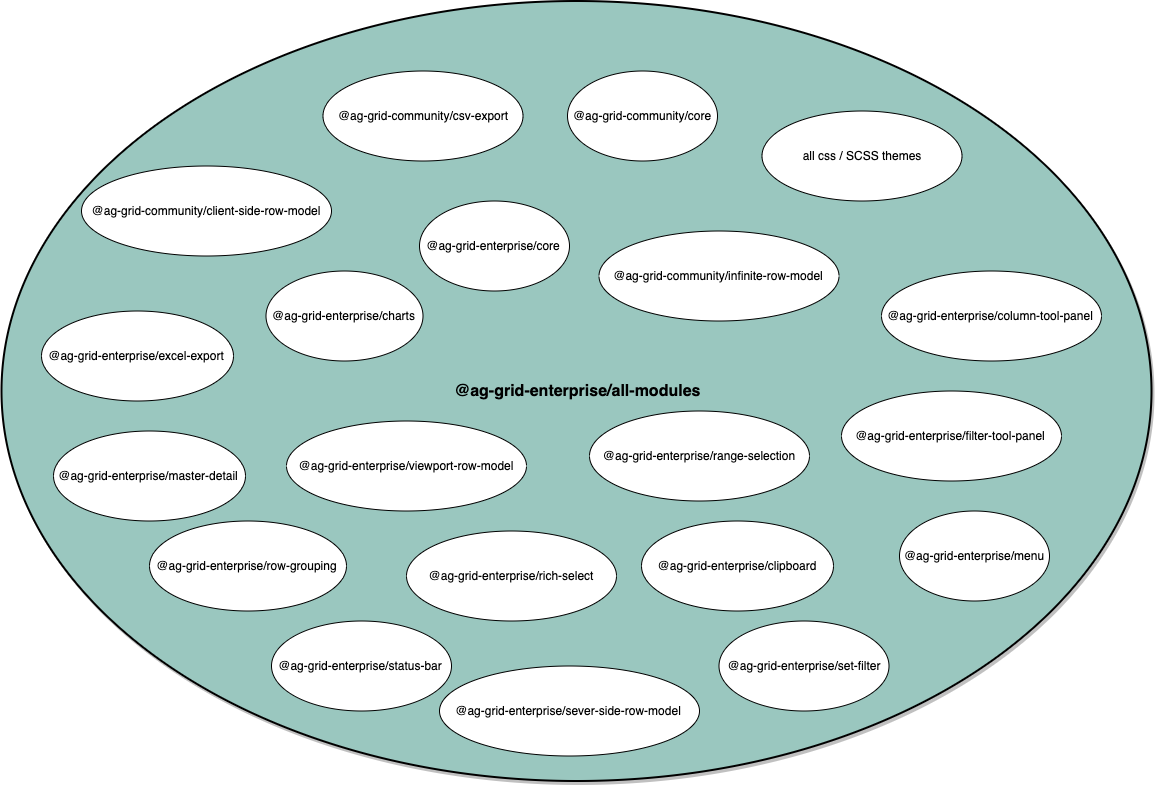 @ag-grid-community/csv-export
@ag-grid-community/core
all css / SCSS themes
@ag-grid-community/client-side-row-model
@ag-grid-enterprise/core
@ag-grid-community/infinite-row-model
@ag-grid-enterprise/charts
@ag-grid-enterprise/column-tool-panel
@ag-grid-enterprise/excel-export
@ag-grid-enterprise/all-modules
@ag-grid-enterprise/filter-tool-panel
@ag-grid-enterprise/range-selection
@ag-grid-enterprise/viewport-row-model
@ag-grid-enterprise/master-detail
@ag-grid-enterprise/menu
@ag-grid-enterprise/row-grouping
@ag-grid-enterprise/rich-select
@ag-grid-enterprise/clipboard
@ag-grid-enterprise/status-bar
@ag-grid-enterprise/set-filter
@ag-grid-enterprise/sever-side-row-model